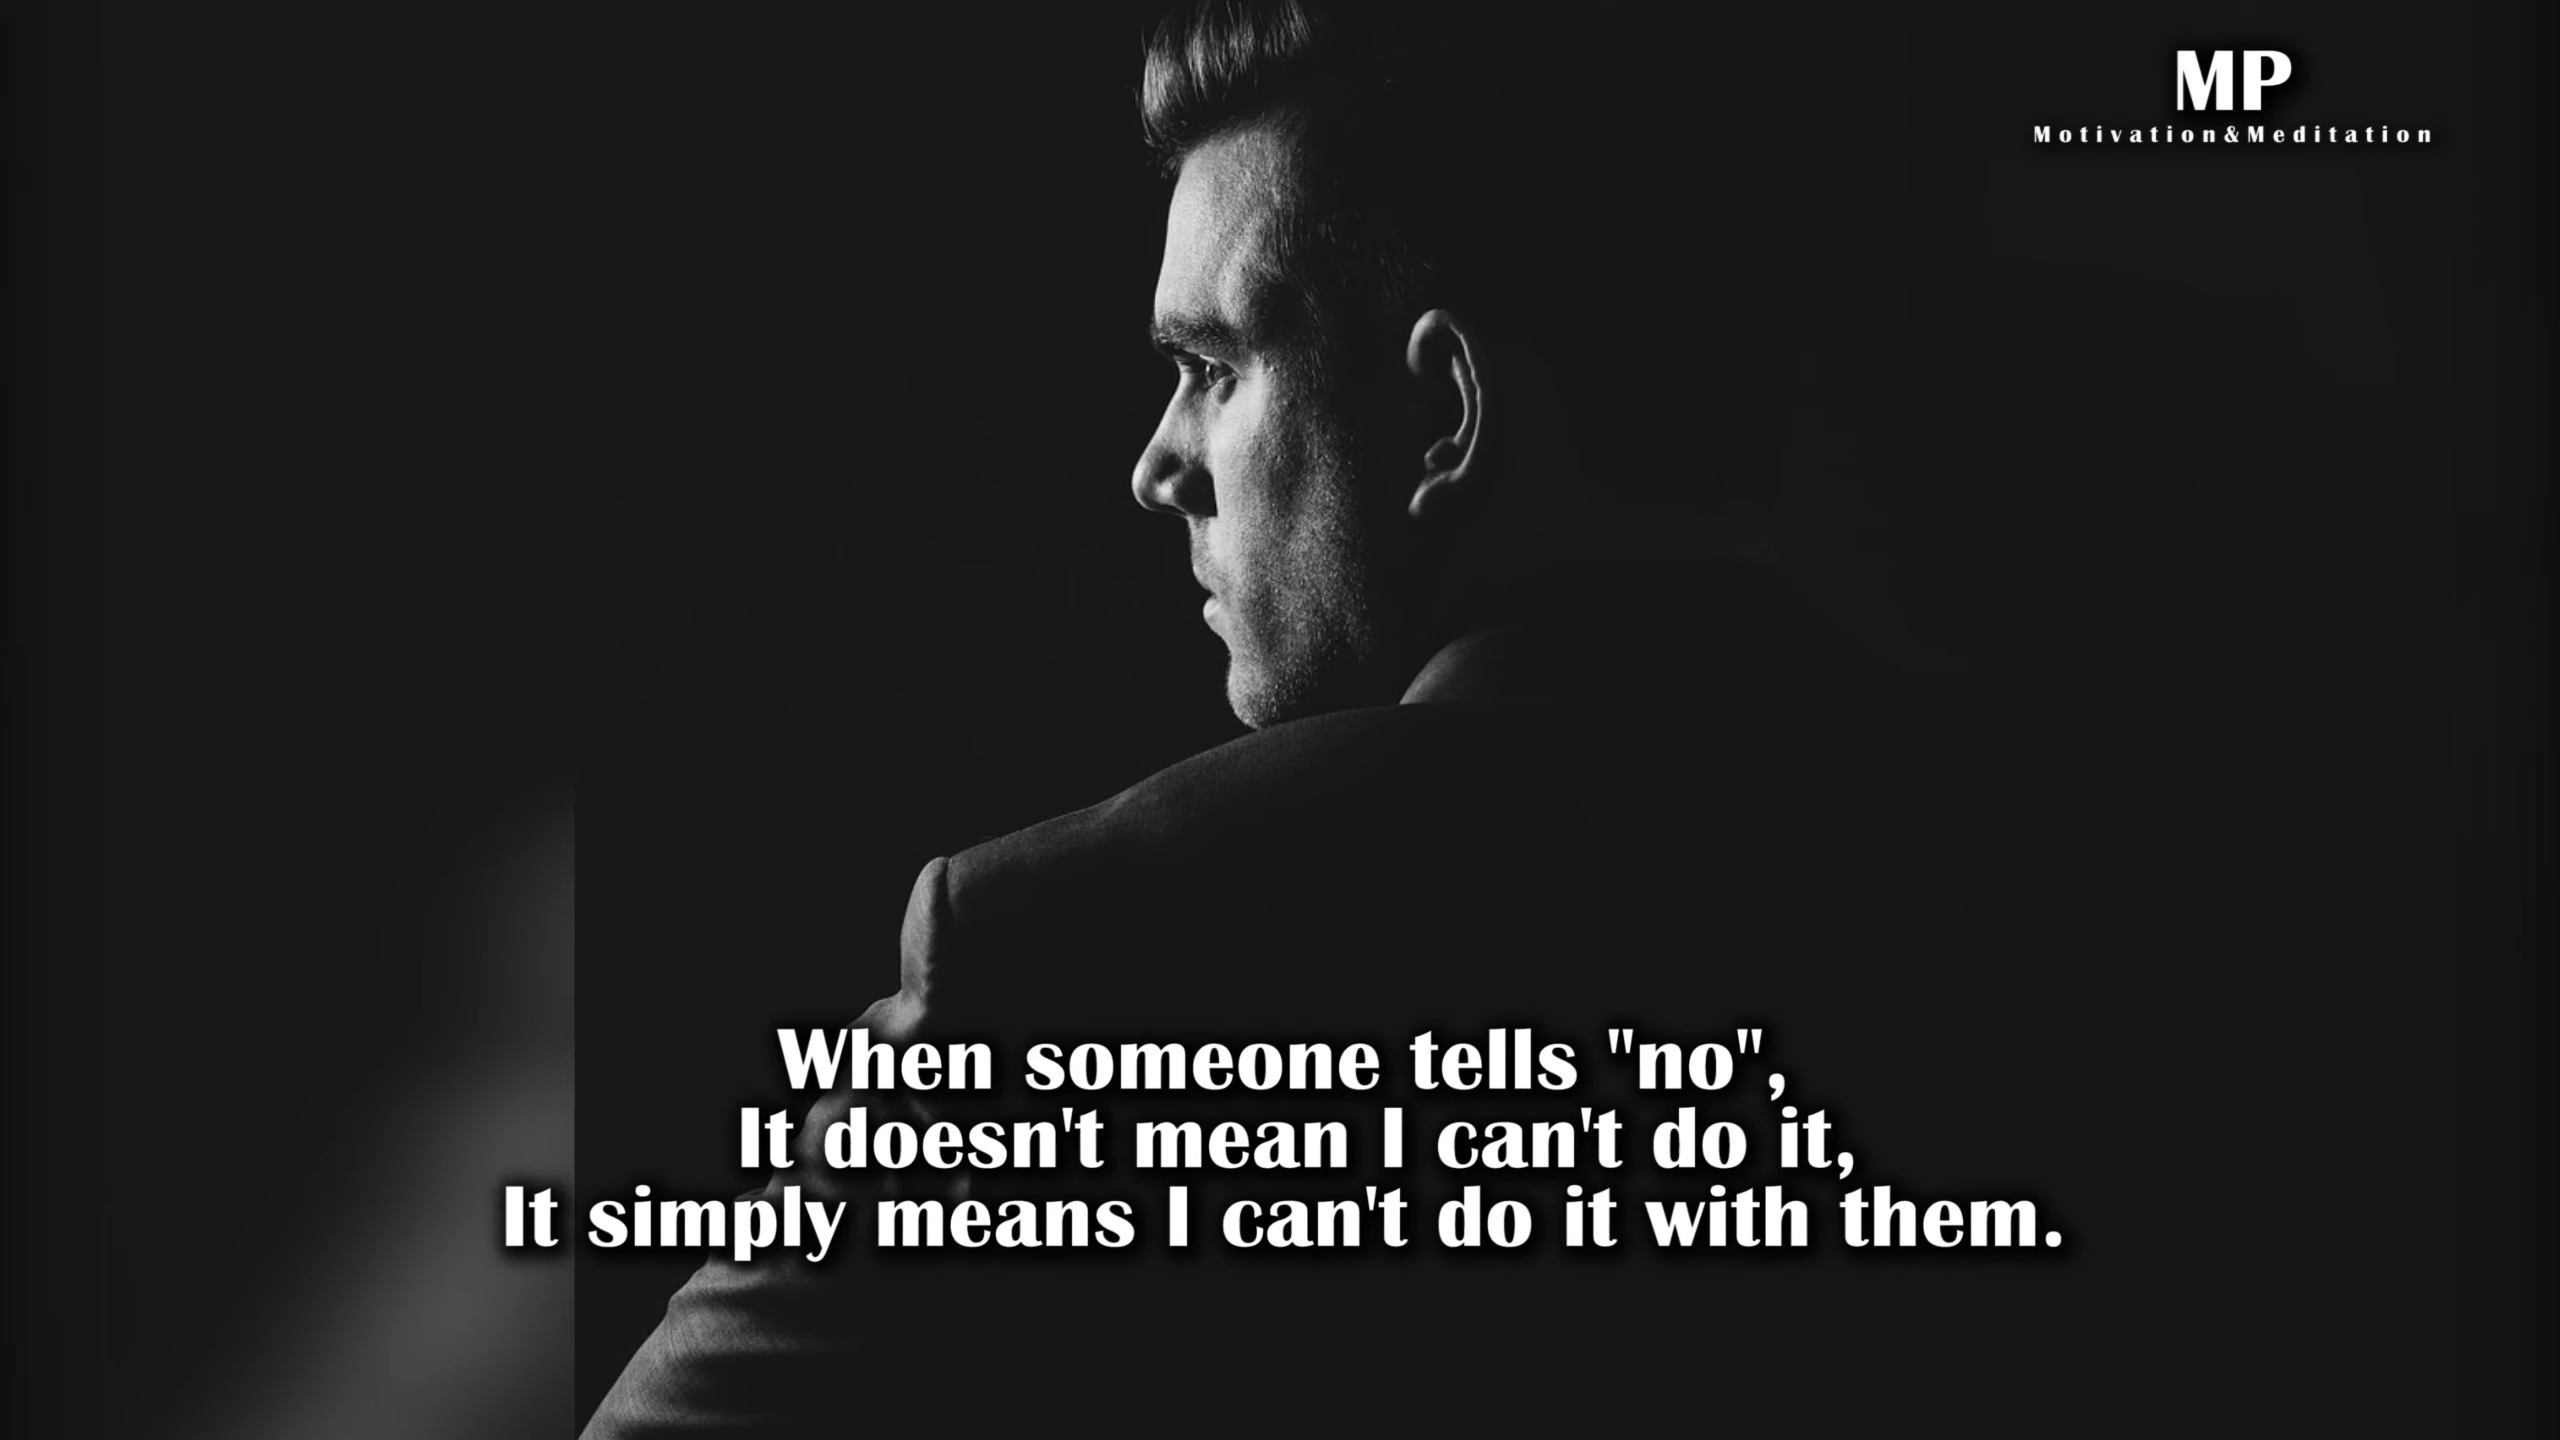 MP
Motivation&Meditation
When someone tells "no",
It doesn't mean I can't do it,
It simply means I can't do it with them.